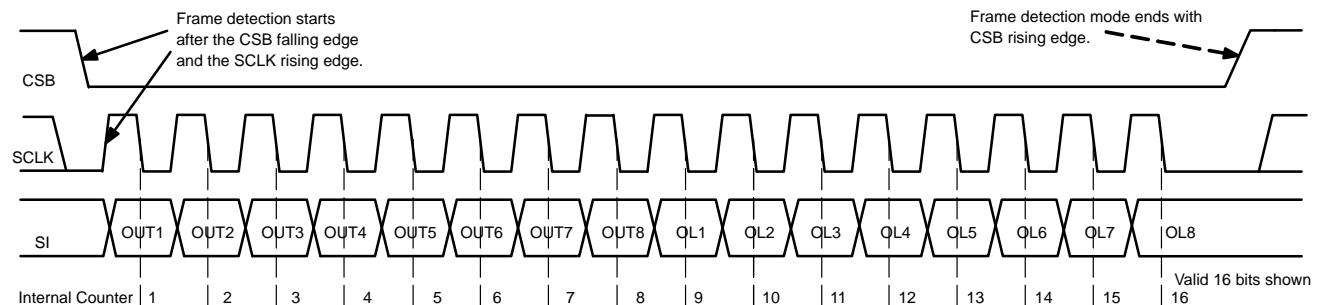 Frame detection starts
after the CSB falling edge
and the SCLK rising edge.
Frame detection mode ends with
CSB rising edge.
CSB
SCLK
SI OUT1 OUT2 OUT3 OUT4 OUT5 OUT6 OUT7 OUT8 OL1 OL2 OL3 OL4 OL5 OL6 OL7 OL8
Valid 16 bits shown
Internal Counter 1 2 3 4 5 6 7 8 9 10 11 12 13 14 15 16